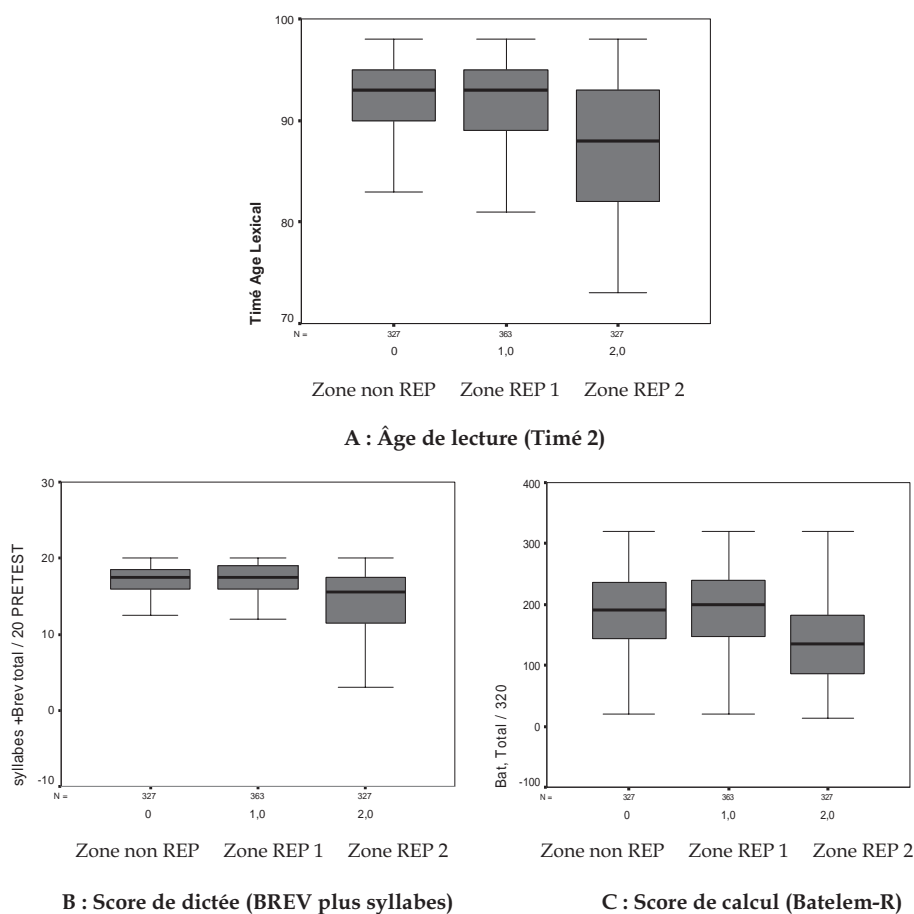 100
90
80
70
Timé Age Lexical
N =
327
363
327
0
1,0
2,0
Zone non REP Zone REP 1 Zone REP 2
A : Âge de lecture (Timé 2)
30
20
10
0
-10
syllabes +Brev total / 20 PRETEST
N =
327
363
327
0
1,0
2,0
Zone non REP Zone REP 1 Zone REP 2
B : Score de dictée (BREV plus syllabes)
400
300
200
100
0
-100
Bat, Total / 320
N =
327
363
327
0
1,0
2,0
Zone non REP Zone REP 1 Zone REP 2
C : Score de calcul (Batelem-R)